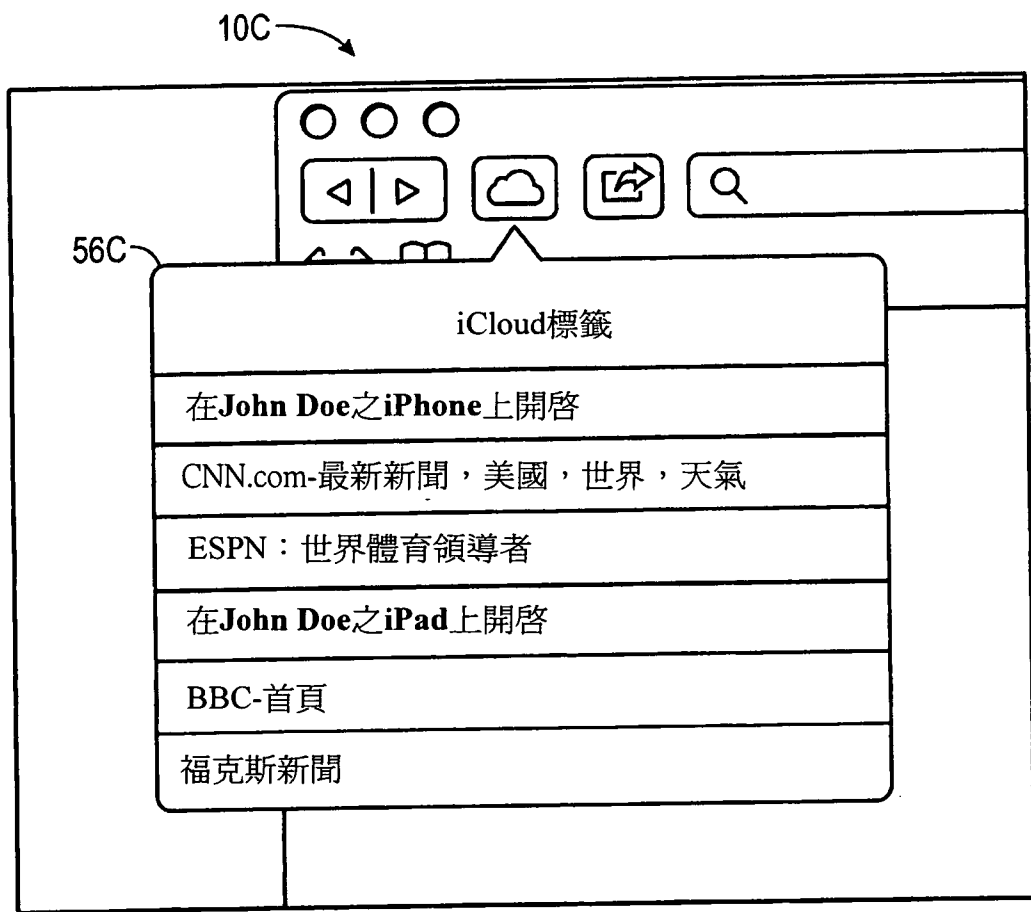 10C
56C
iCloud標籤
在John Doe之iPhone上開啓
CNN.com-最新新聞，美國，世界，天氣
ESPN：世界體育領導者
在John Doe之iPad上開啓
BBC-首頁
福克斯新聞